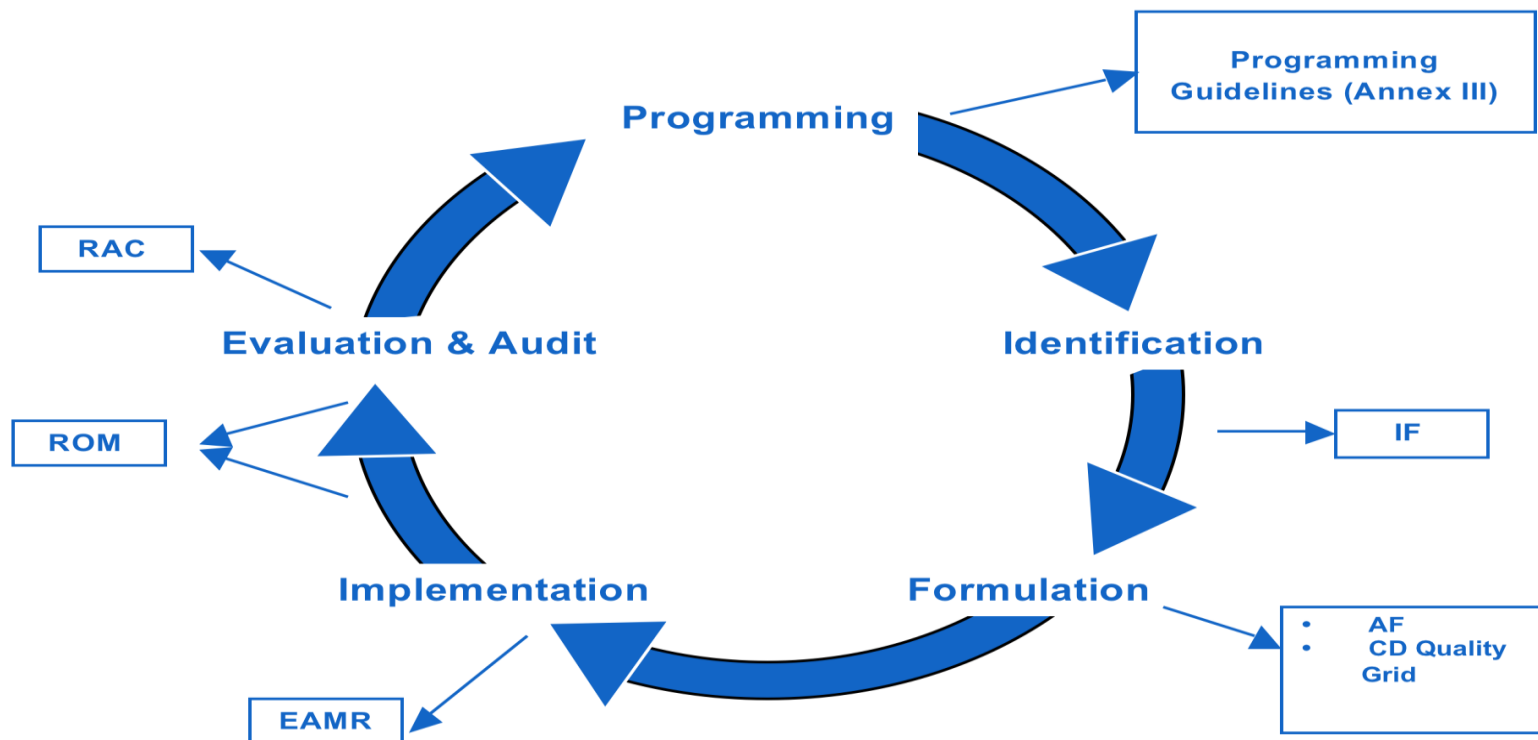 Programming
Guidelines (Annex III)
Programming
RAC
Evaluation & Audit
Identification
ROM
IF
Implementation
Formulation
• AF
• CD Quality
Grid
EAMR